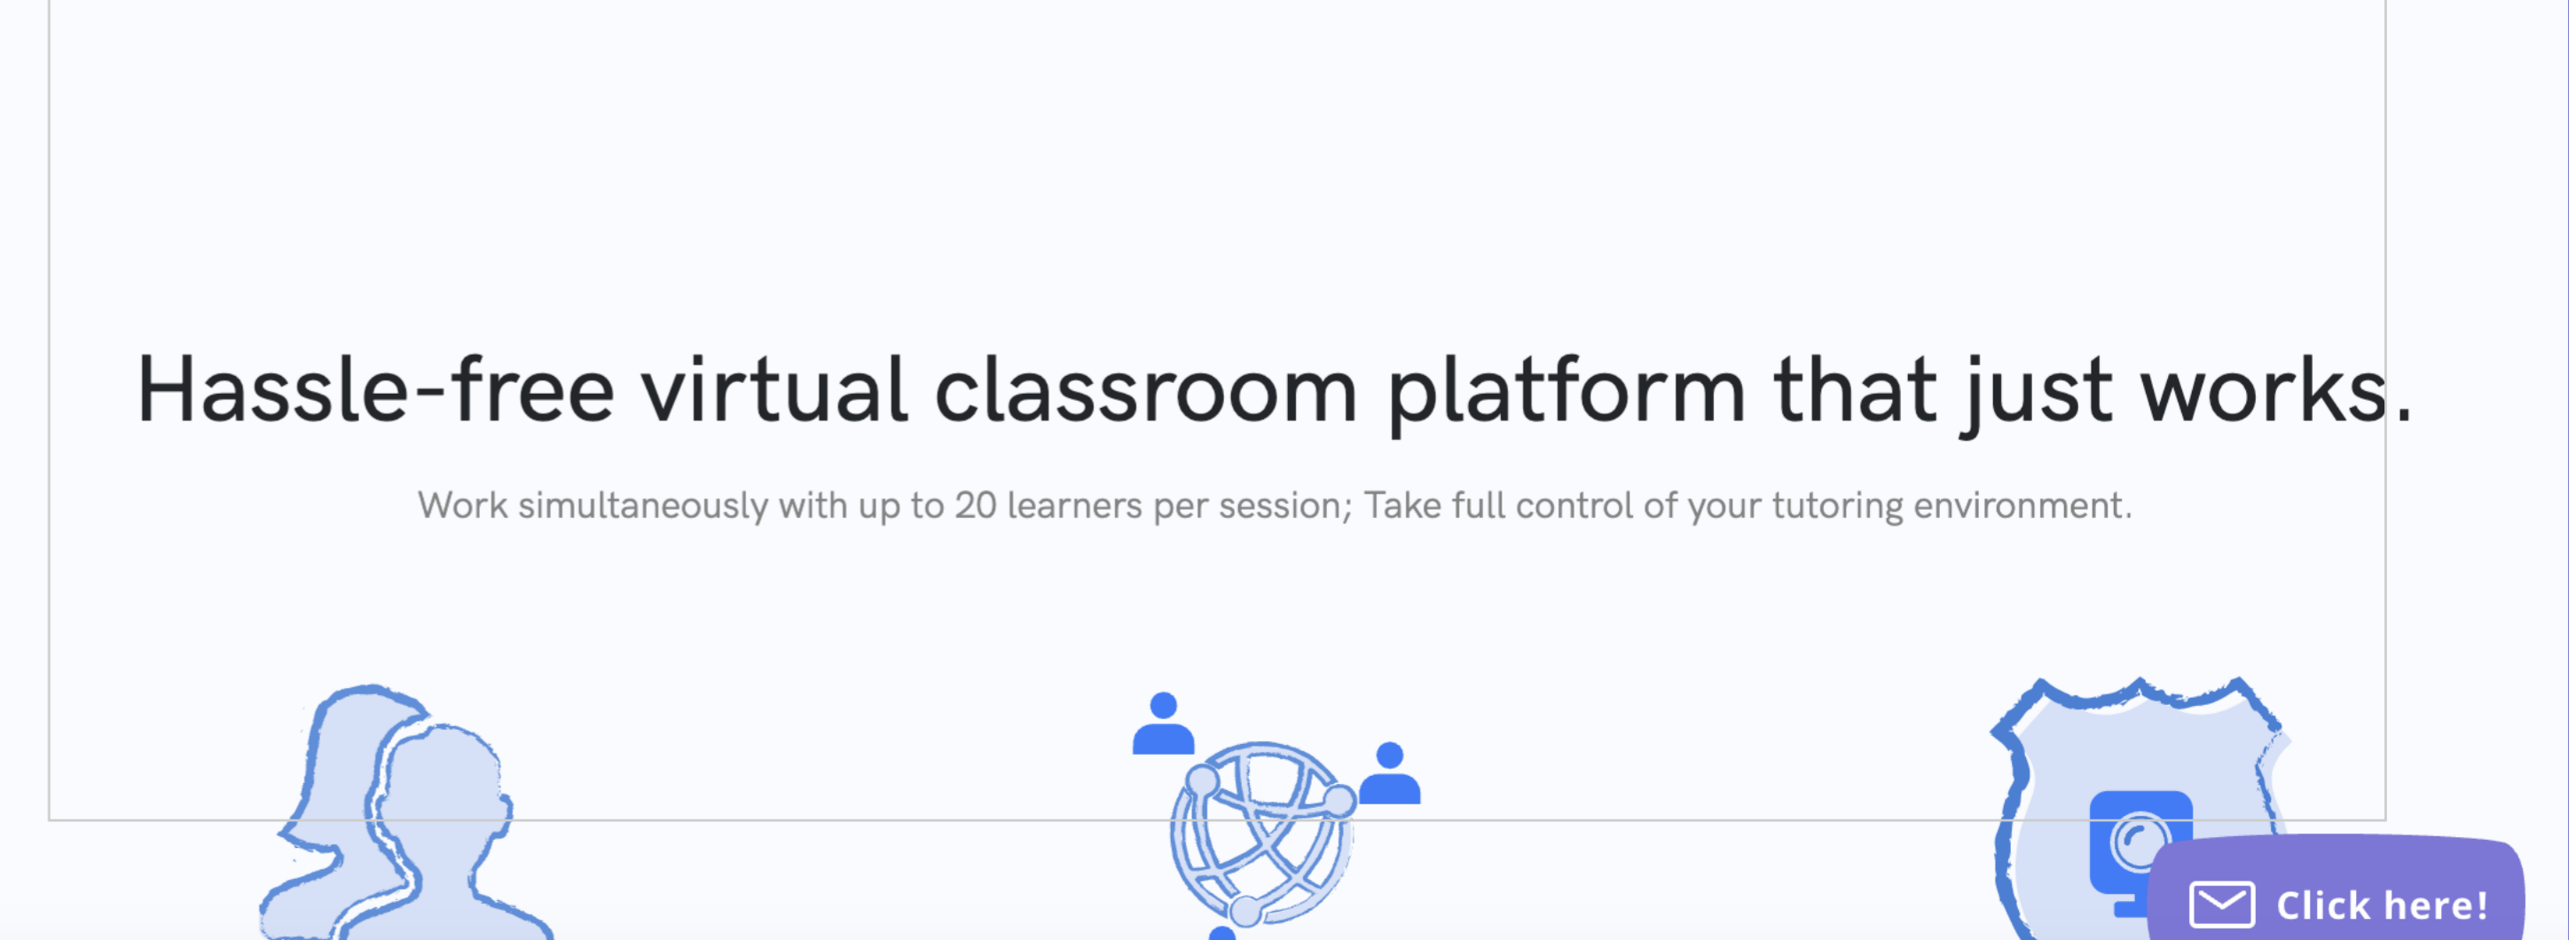 Hassle-free virtual classroom platform that just works.
Work simultaneously with up to 20 learners per session; Take full control of your tutoring environment.
Click here!